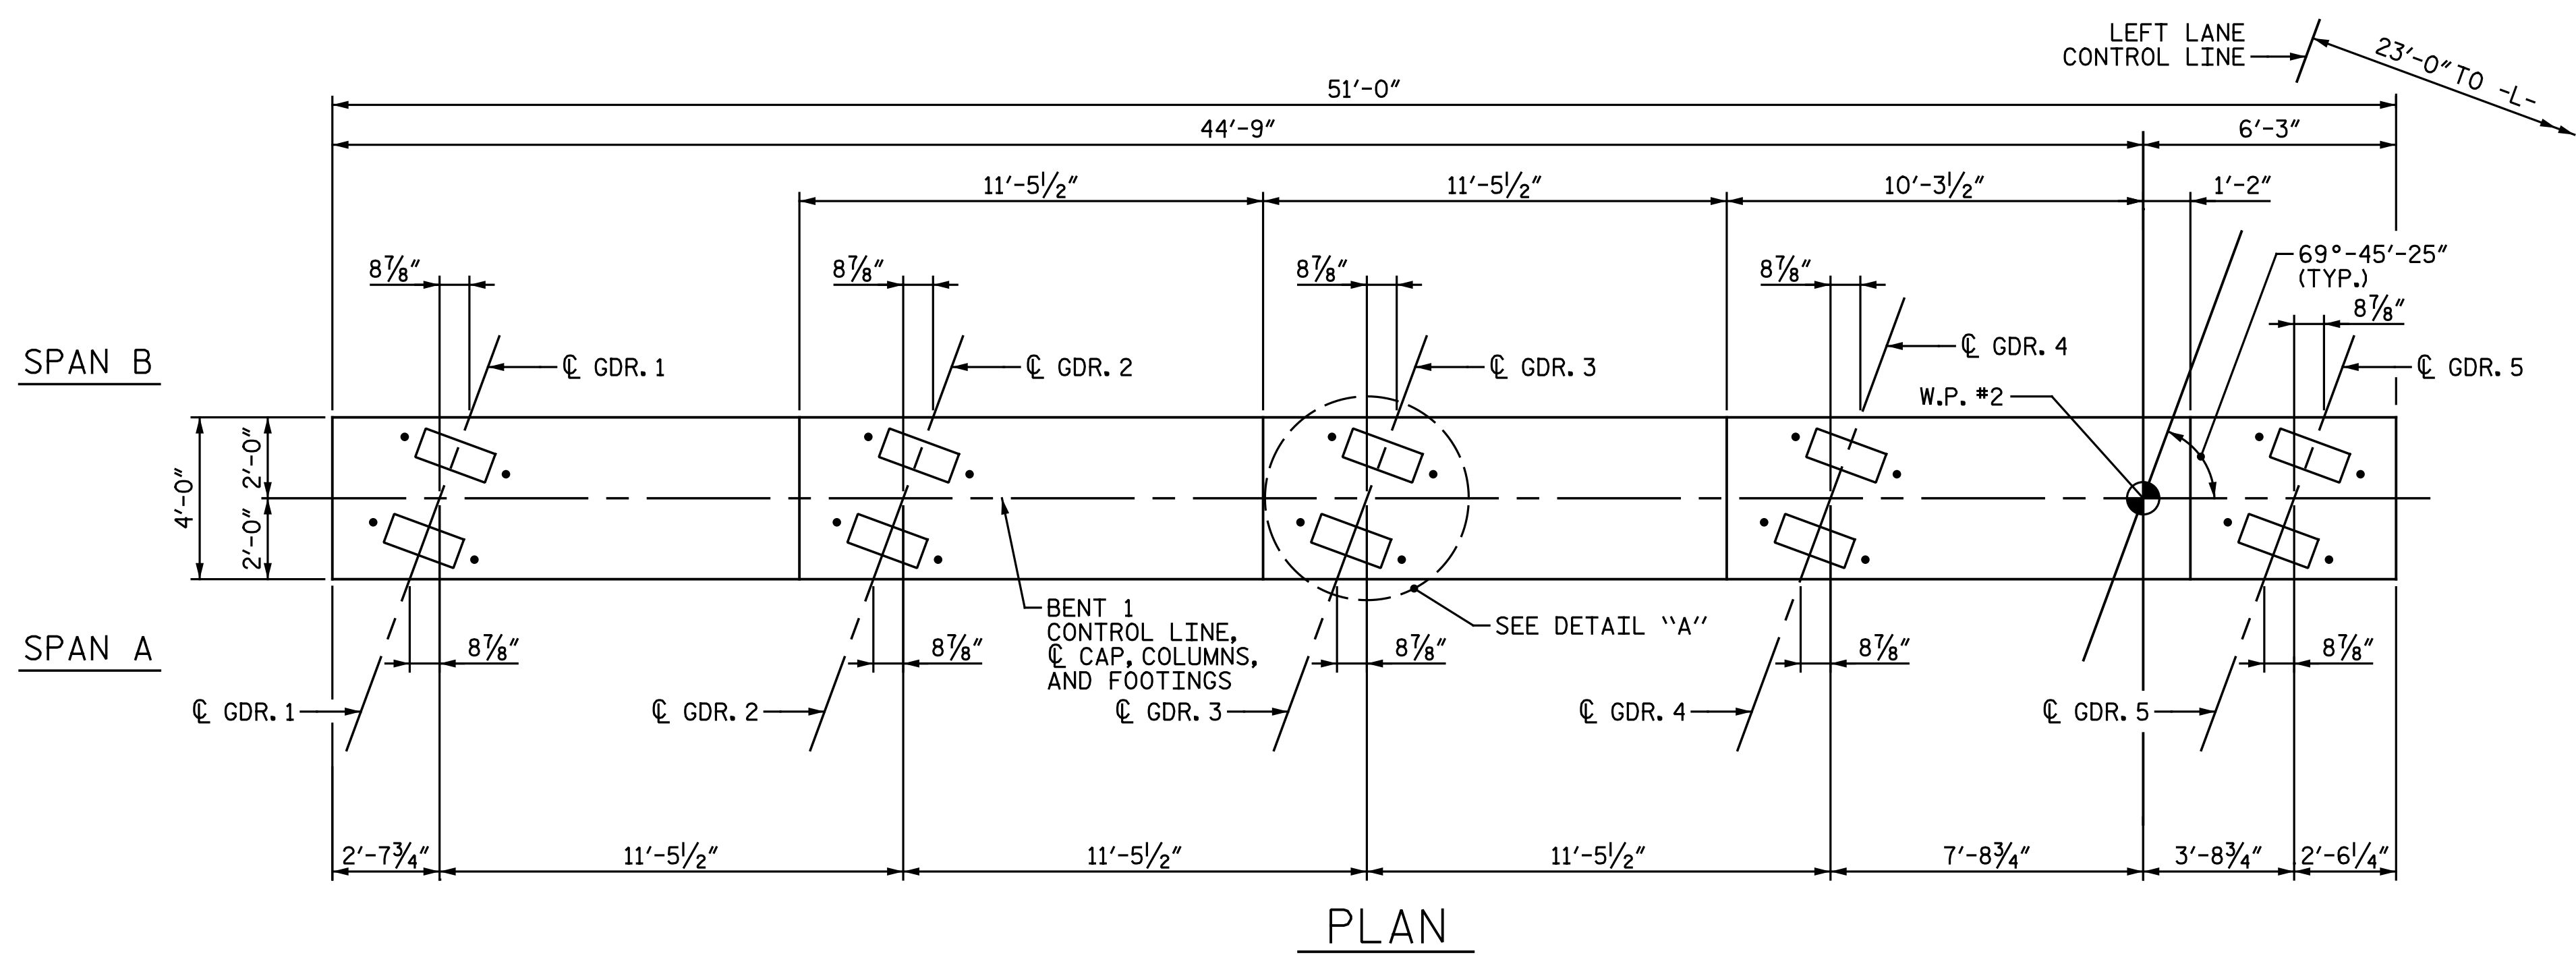 LEFT LANE
CONTROL LINE
23'-0" TO -L-
51'-0"
44'-9"
6'-3"
11'-5½"
11'-5½"
10'-3½"
1'-2"
69°-45'-25"
(TYP.)
8⅞"
8⅞"
8⅞"
8⅞"
8⅞"
SPAN B
℄ GDR. 1
℄ GDR. 2
℄ GDR. 3
℄ GDR. 4
℄ GDR. 5
W.P. #2
4'-0"
2'-0"
2'-0"
BENT 1
CONTROL LINE,
℄ CAP, COLUMNS,
AND FOOTINGS
SEE DETAIL "A"
SPAN A
8⅞"
8⅞"
8⅞"
8⅞"
8⅞"
℄ GDR. 1
℄ GDR. 2
℄ GDR. 3
℄ GDR. 4
℄ GDR. 5
2'-7¾"
11'-5½"
11'-5½"
11'-5½"
7'-8¾"
3'-8¾"
2'-6¼"
PLAN